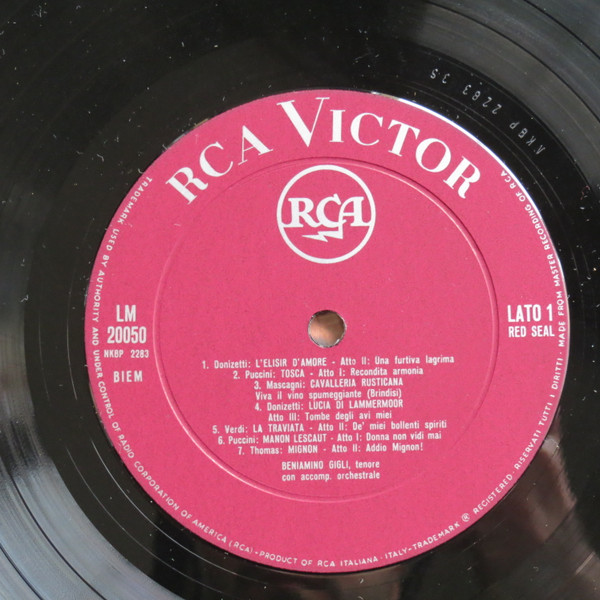 RCA VICTOR
RCA
LM
20050
NKBP 2283
BIEM
LATO 1
RED SEAL
1. Donizetti: L'ELISIR D'AMORE - Atto II: Una furtiva lagrima
2. Puccini: TOSCA - Atto I: Recondita armonia
3. Mascagni: CAVALLERIA RUSTICANA
Viva il vino spumeggiante (Brindisi)
4. Donizetti: LUCIA DI LAMMERMOOR
Atto III: Tombe degli avi miei
5. Verdi: LA TRAVIATA - Atto II: De' miei bollenti spiriti
6. Puccini: MANON LESCAUT - Atto I: Donna non vidi mai
7. Thomas: MIGNON - Atto II: Addio Mignon!
BENIAMINO GIGLI, tenore
con accomp. orchestrale
TRADEMARK USED BY AUTHORITY AND UNDER CONTROL OF RADIO CORPORATION OF AMERICA (RCA) - PRODUCT OF RCA ITALIANA - ITALY - TRADEMARK ® REGISTERED - RISERVATI TUTTI I DIRITTI - MADE FROM MASTER RECORDING OF RCA
NKBP 2283 3S